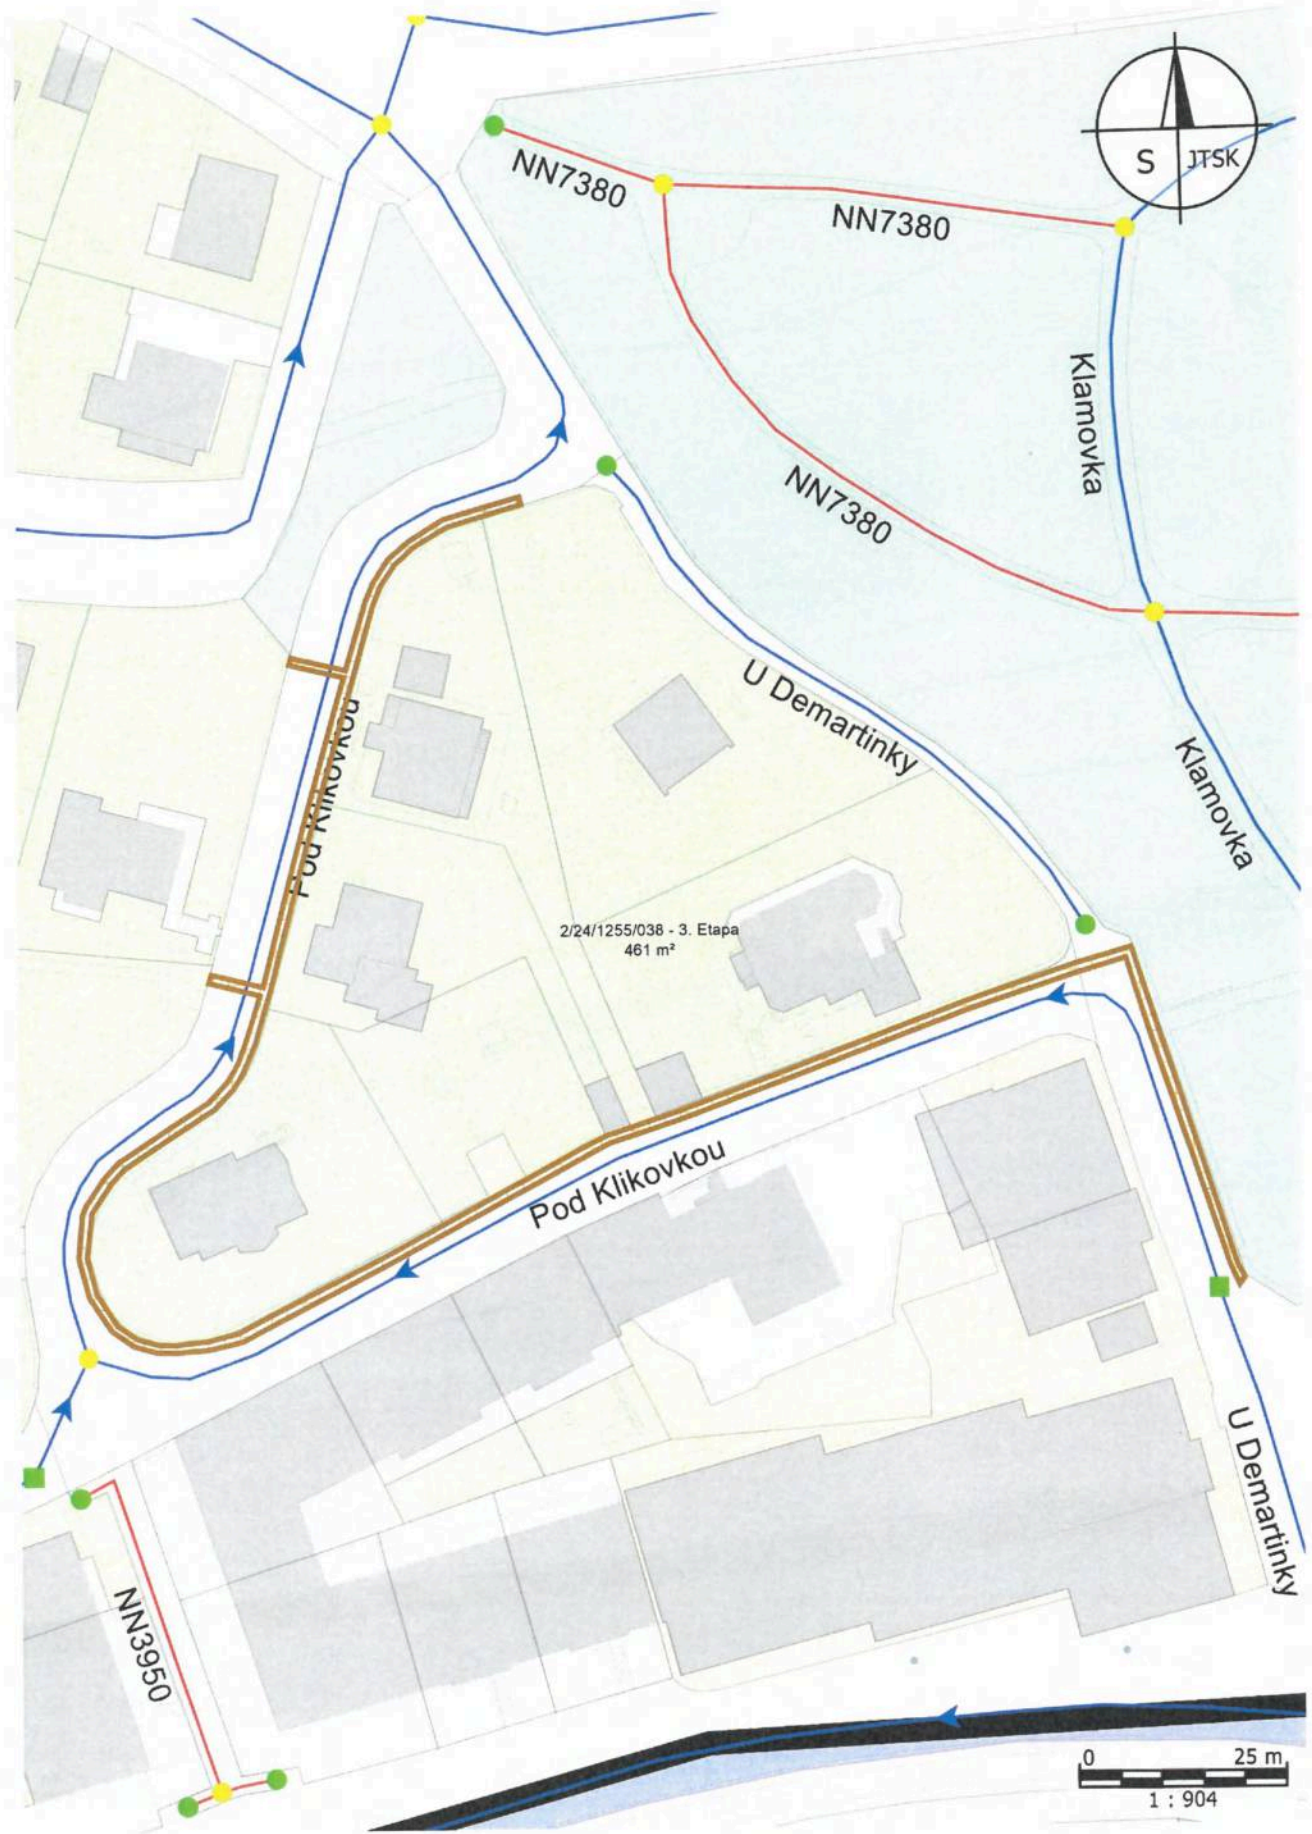 S JTSK
NN7380
NN7380
Klamovka
NN7380
U Demartinky
Pod Klikovkou
Klamovka
2/24/1255/038 - 3. Etapa
461 m²
Pod Klikovkou
U Demartinky
NN3950
0 25 m
1 : 904